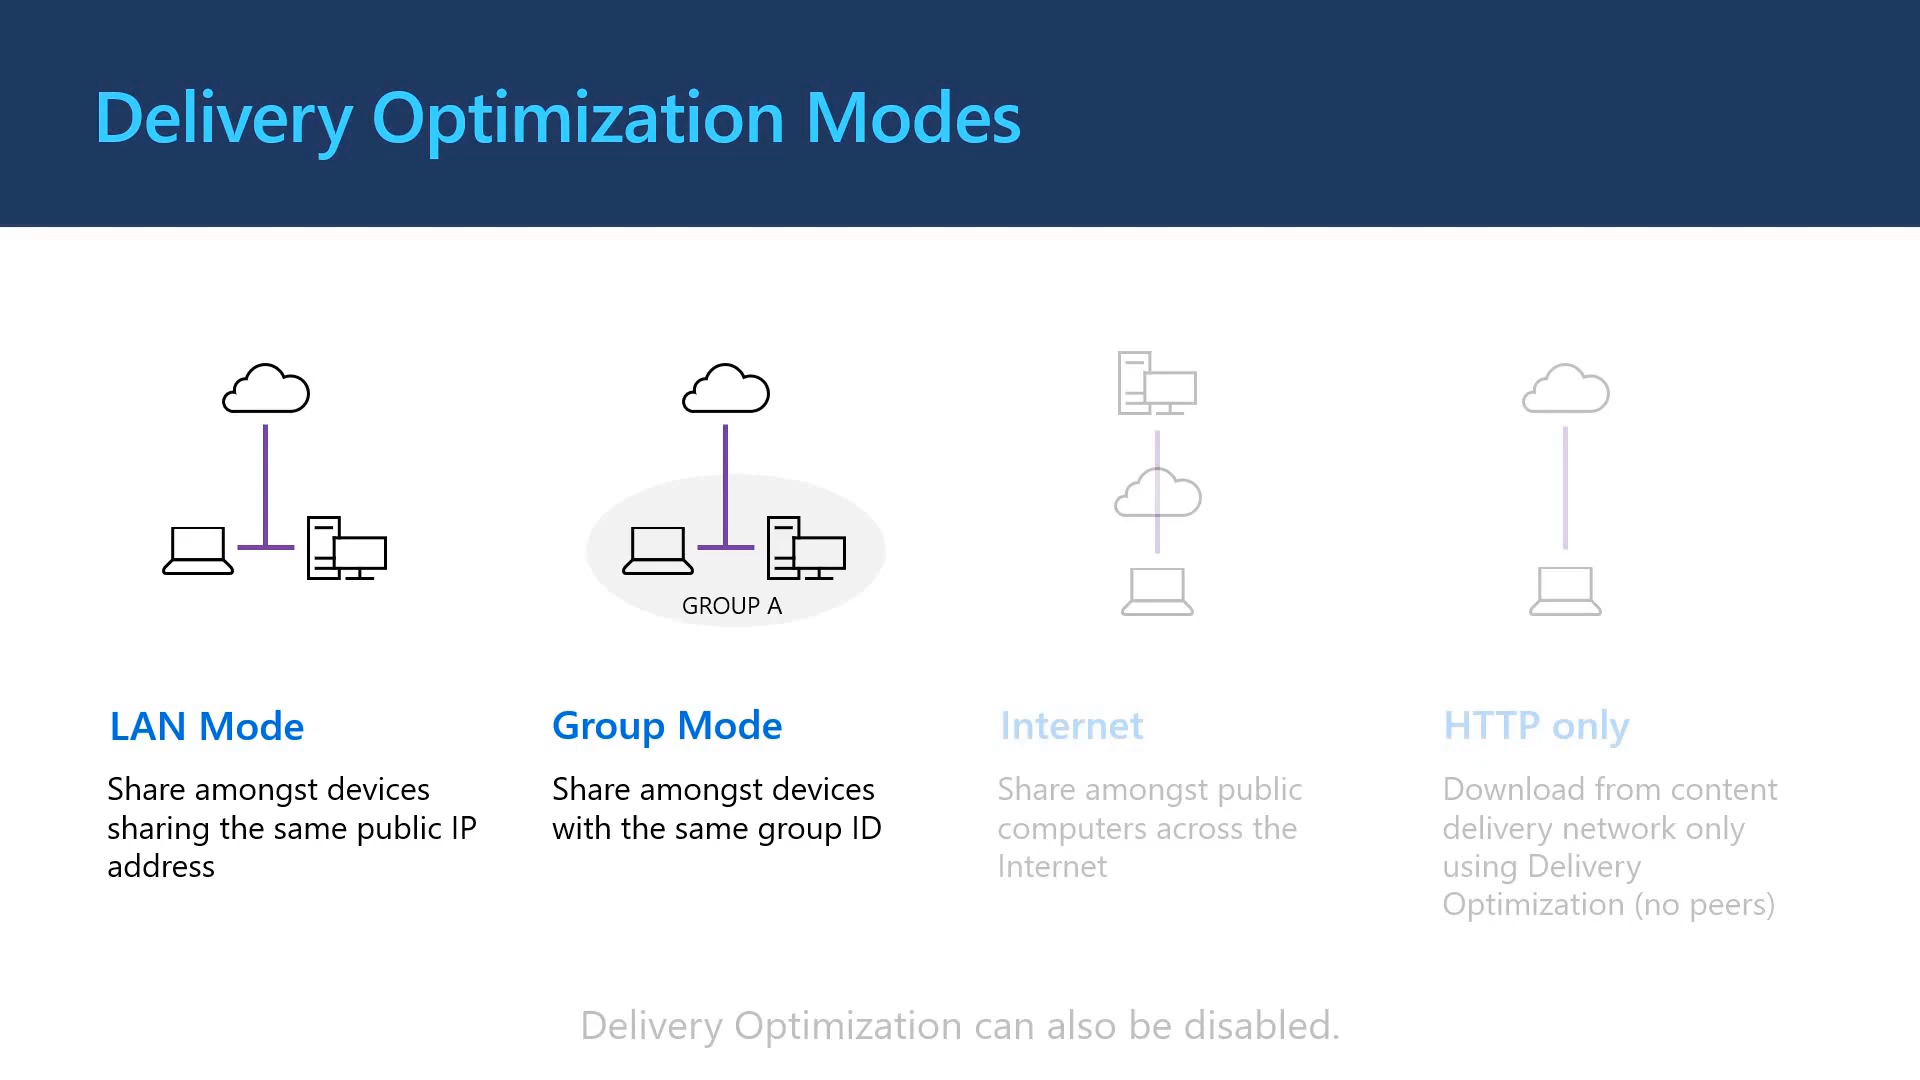 Delivery Optimization Modes
GROUP A
LAN Mode
Share amongst devices
sharing the same public IP
address
Group Mode
Share amongst devices
with the same group ID
Internet
Share amongst public
computers across the
Internet
HTTP only
Download from content
delivery network only
using Delivery
Optimization (no peers)
Delivery Optimization can also be disabled.